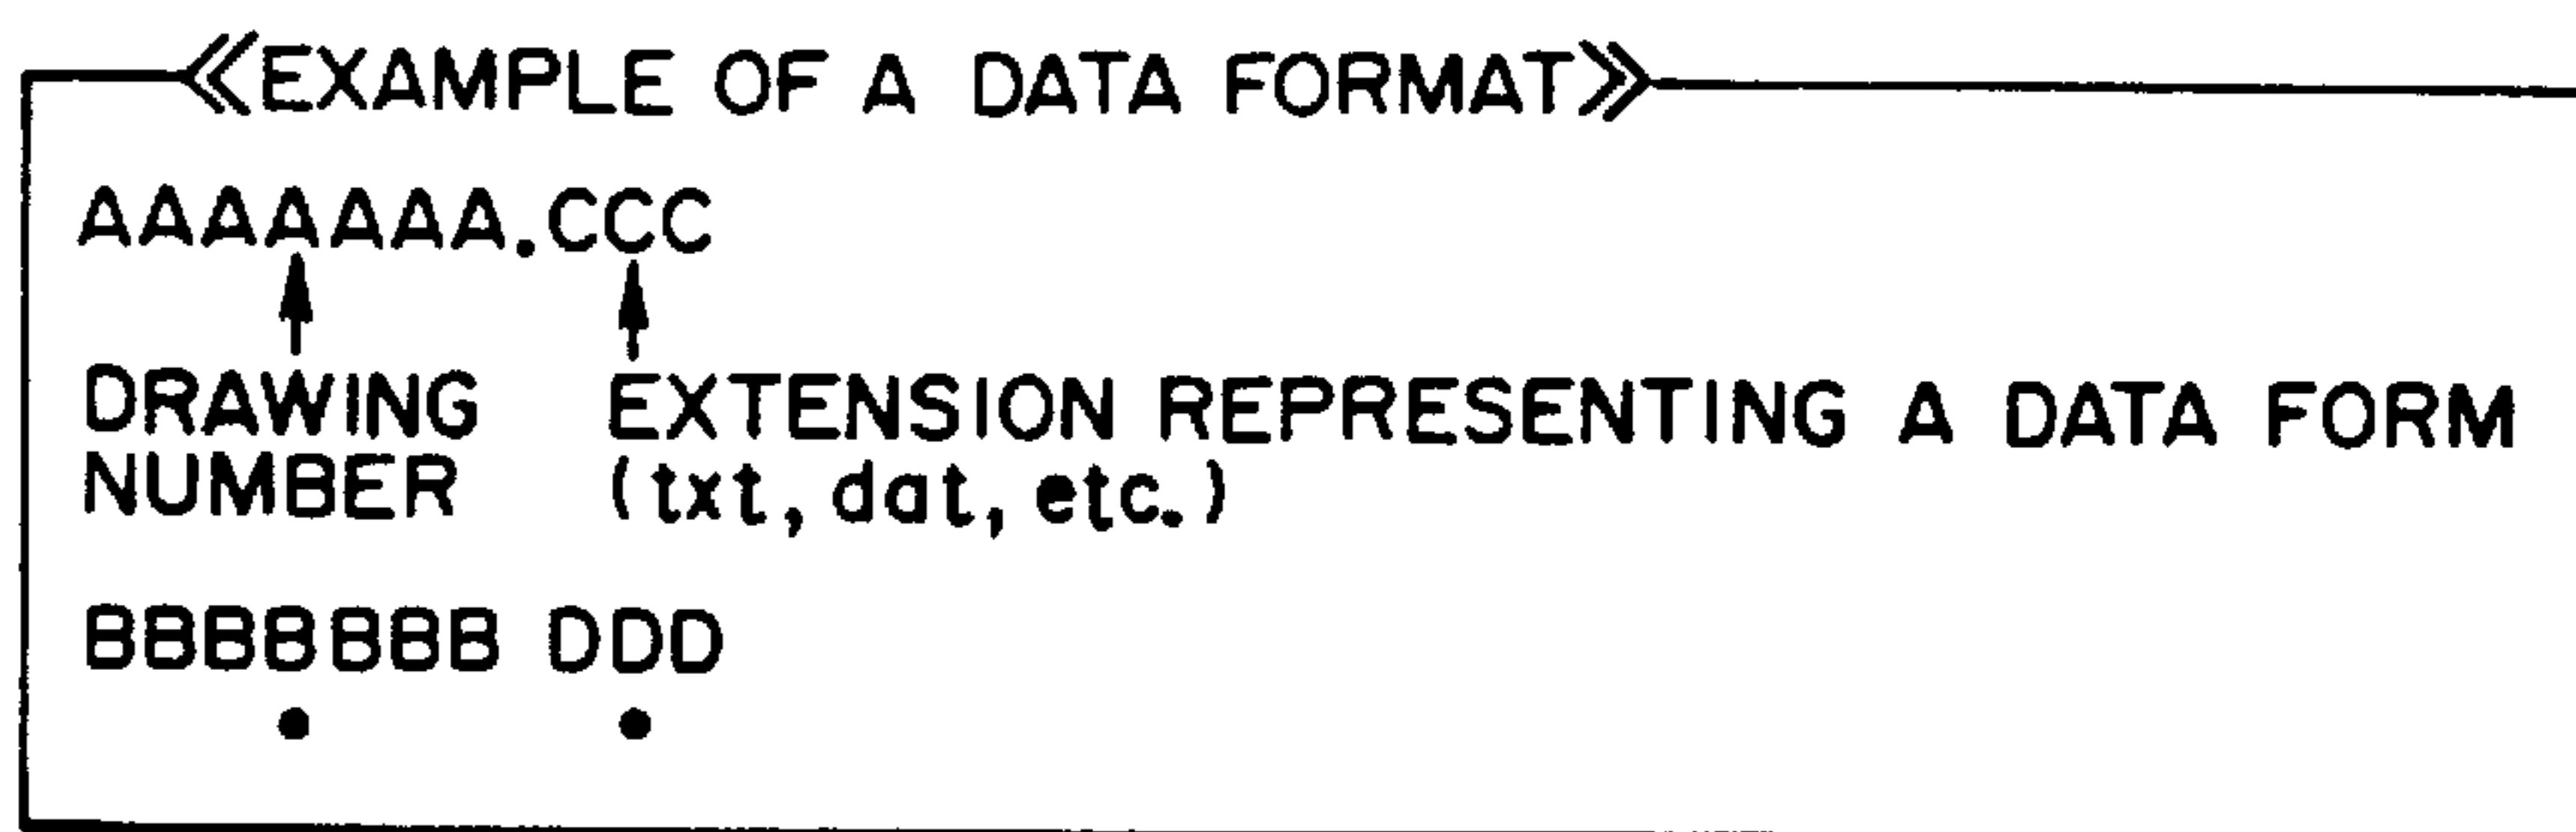 ≪EXAMPLE OF A DATA FORMAT≫
AAAAAAA.CCC
DRAWING EXTENSION REPRESENTING A DATA FORM
NUMBER (txt, dat, etc.)
BBBBBBB DDD
• •